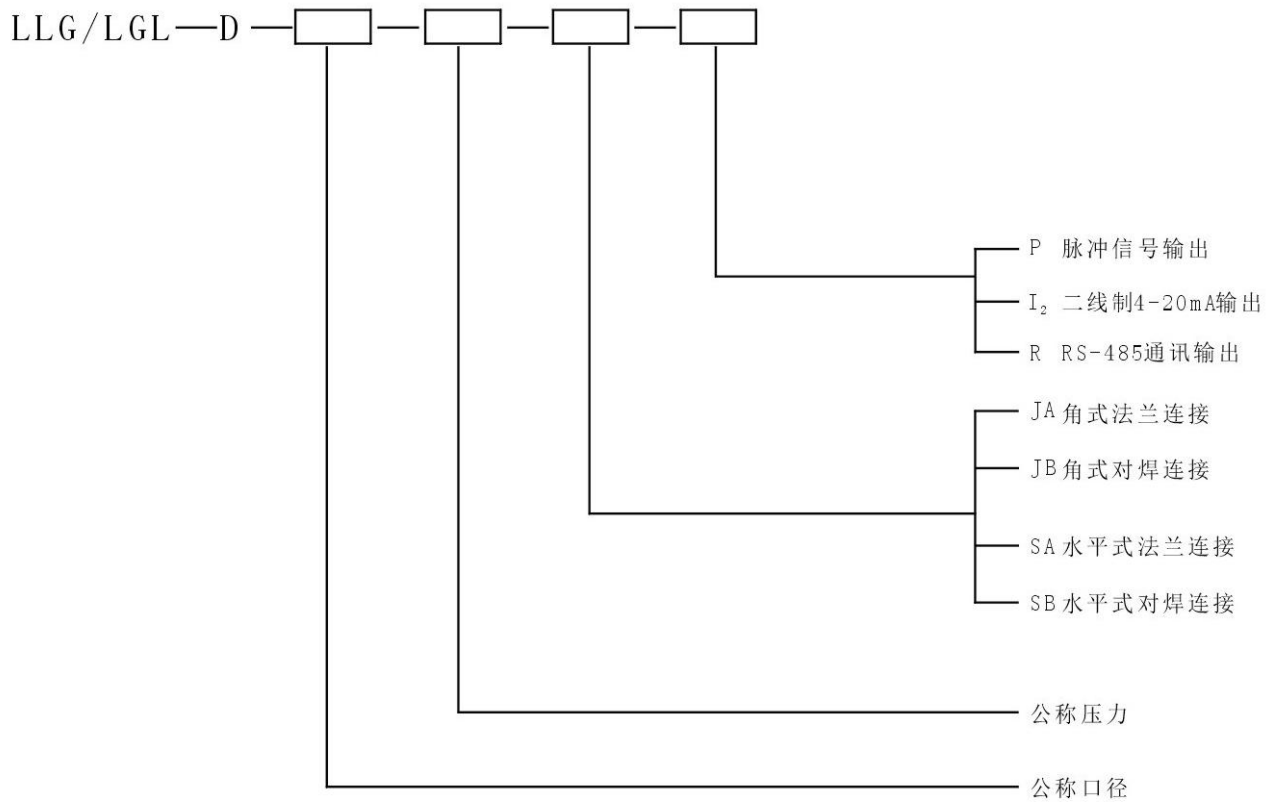 LLG/LGL—D—□—□—□—□
P 脉冲信号输出
I₂ 二线制4-20mA输出
R RS-485通讯输出
JA角式法兰连接
JB角式对焊连接
SA水平式法兰连接
SB水平式对焊连接
公称压力
公称口径